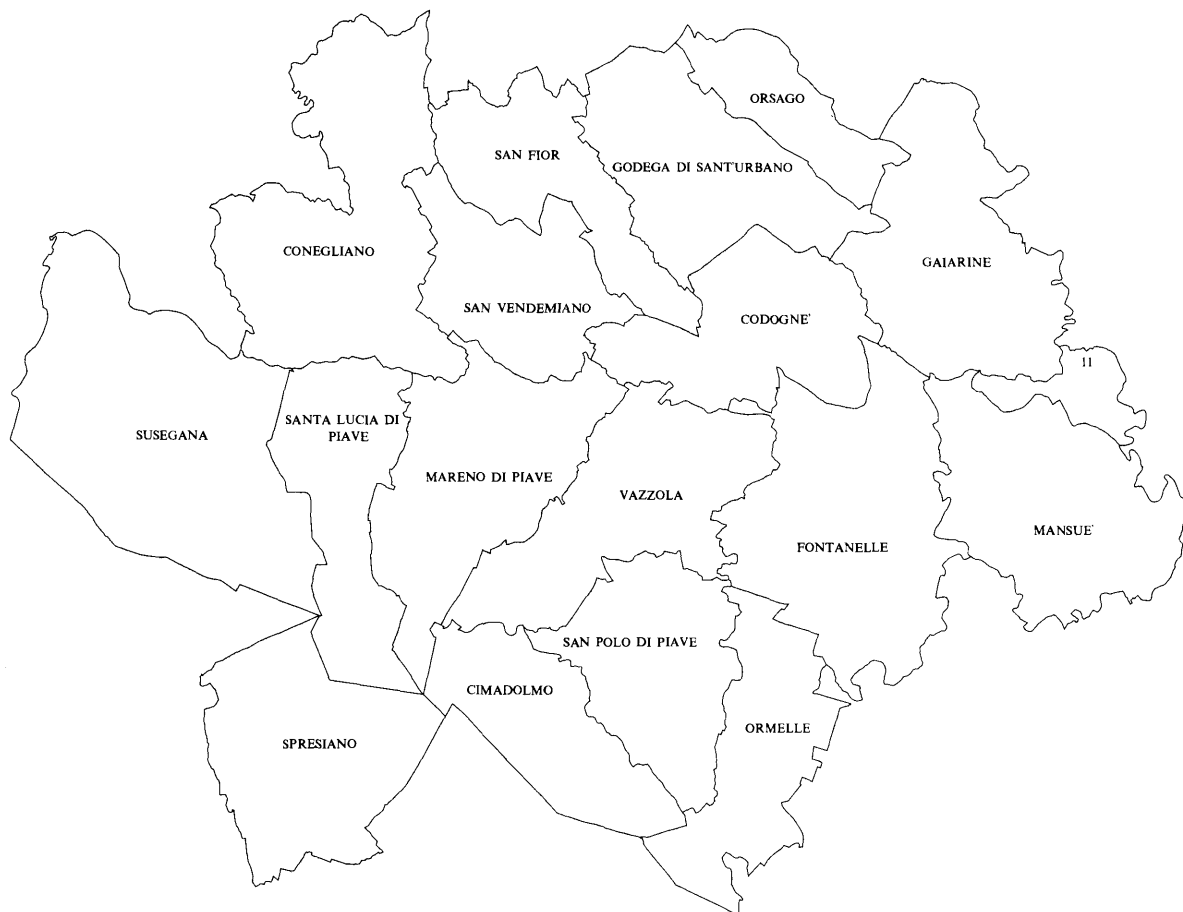 ORSAGO
SAN FIOR
GODEGA DI SANT'URBANO
CONEGLIANO
GAIARINE
SAN VENDEMIANO
CODOGNE'
11
SANTA LUCIA DI
PIAVE
SUSEGANA
MARENO DI PIAVE
VAZZOLA
MANSUE'
FONTANELLE
SAN POLO DI PIAVE
CIMADOLMO
ORMELLE
SPRESIANO